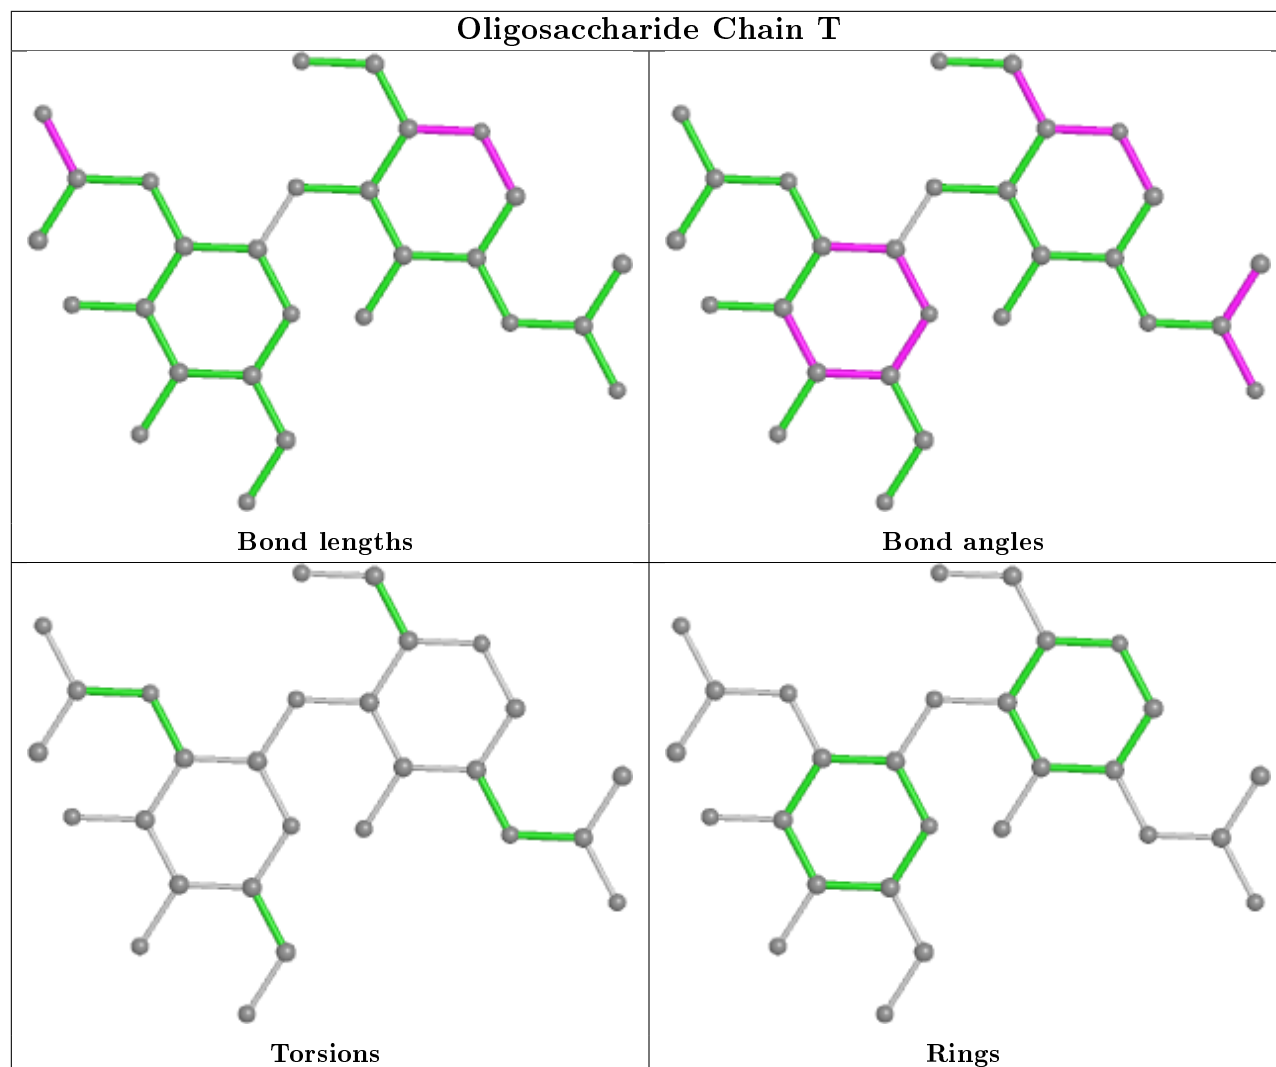 Oligosaccharide Chain T
Bond lengths
Bond angles
Torsions
Rings